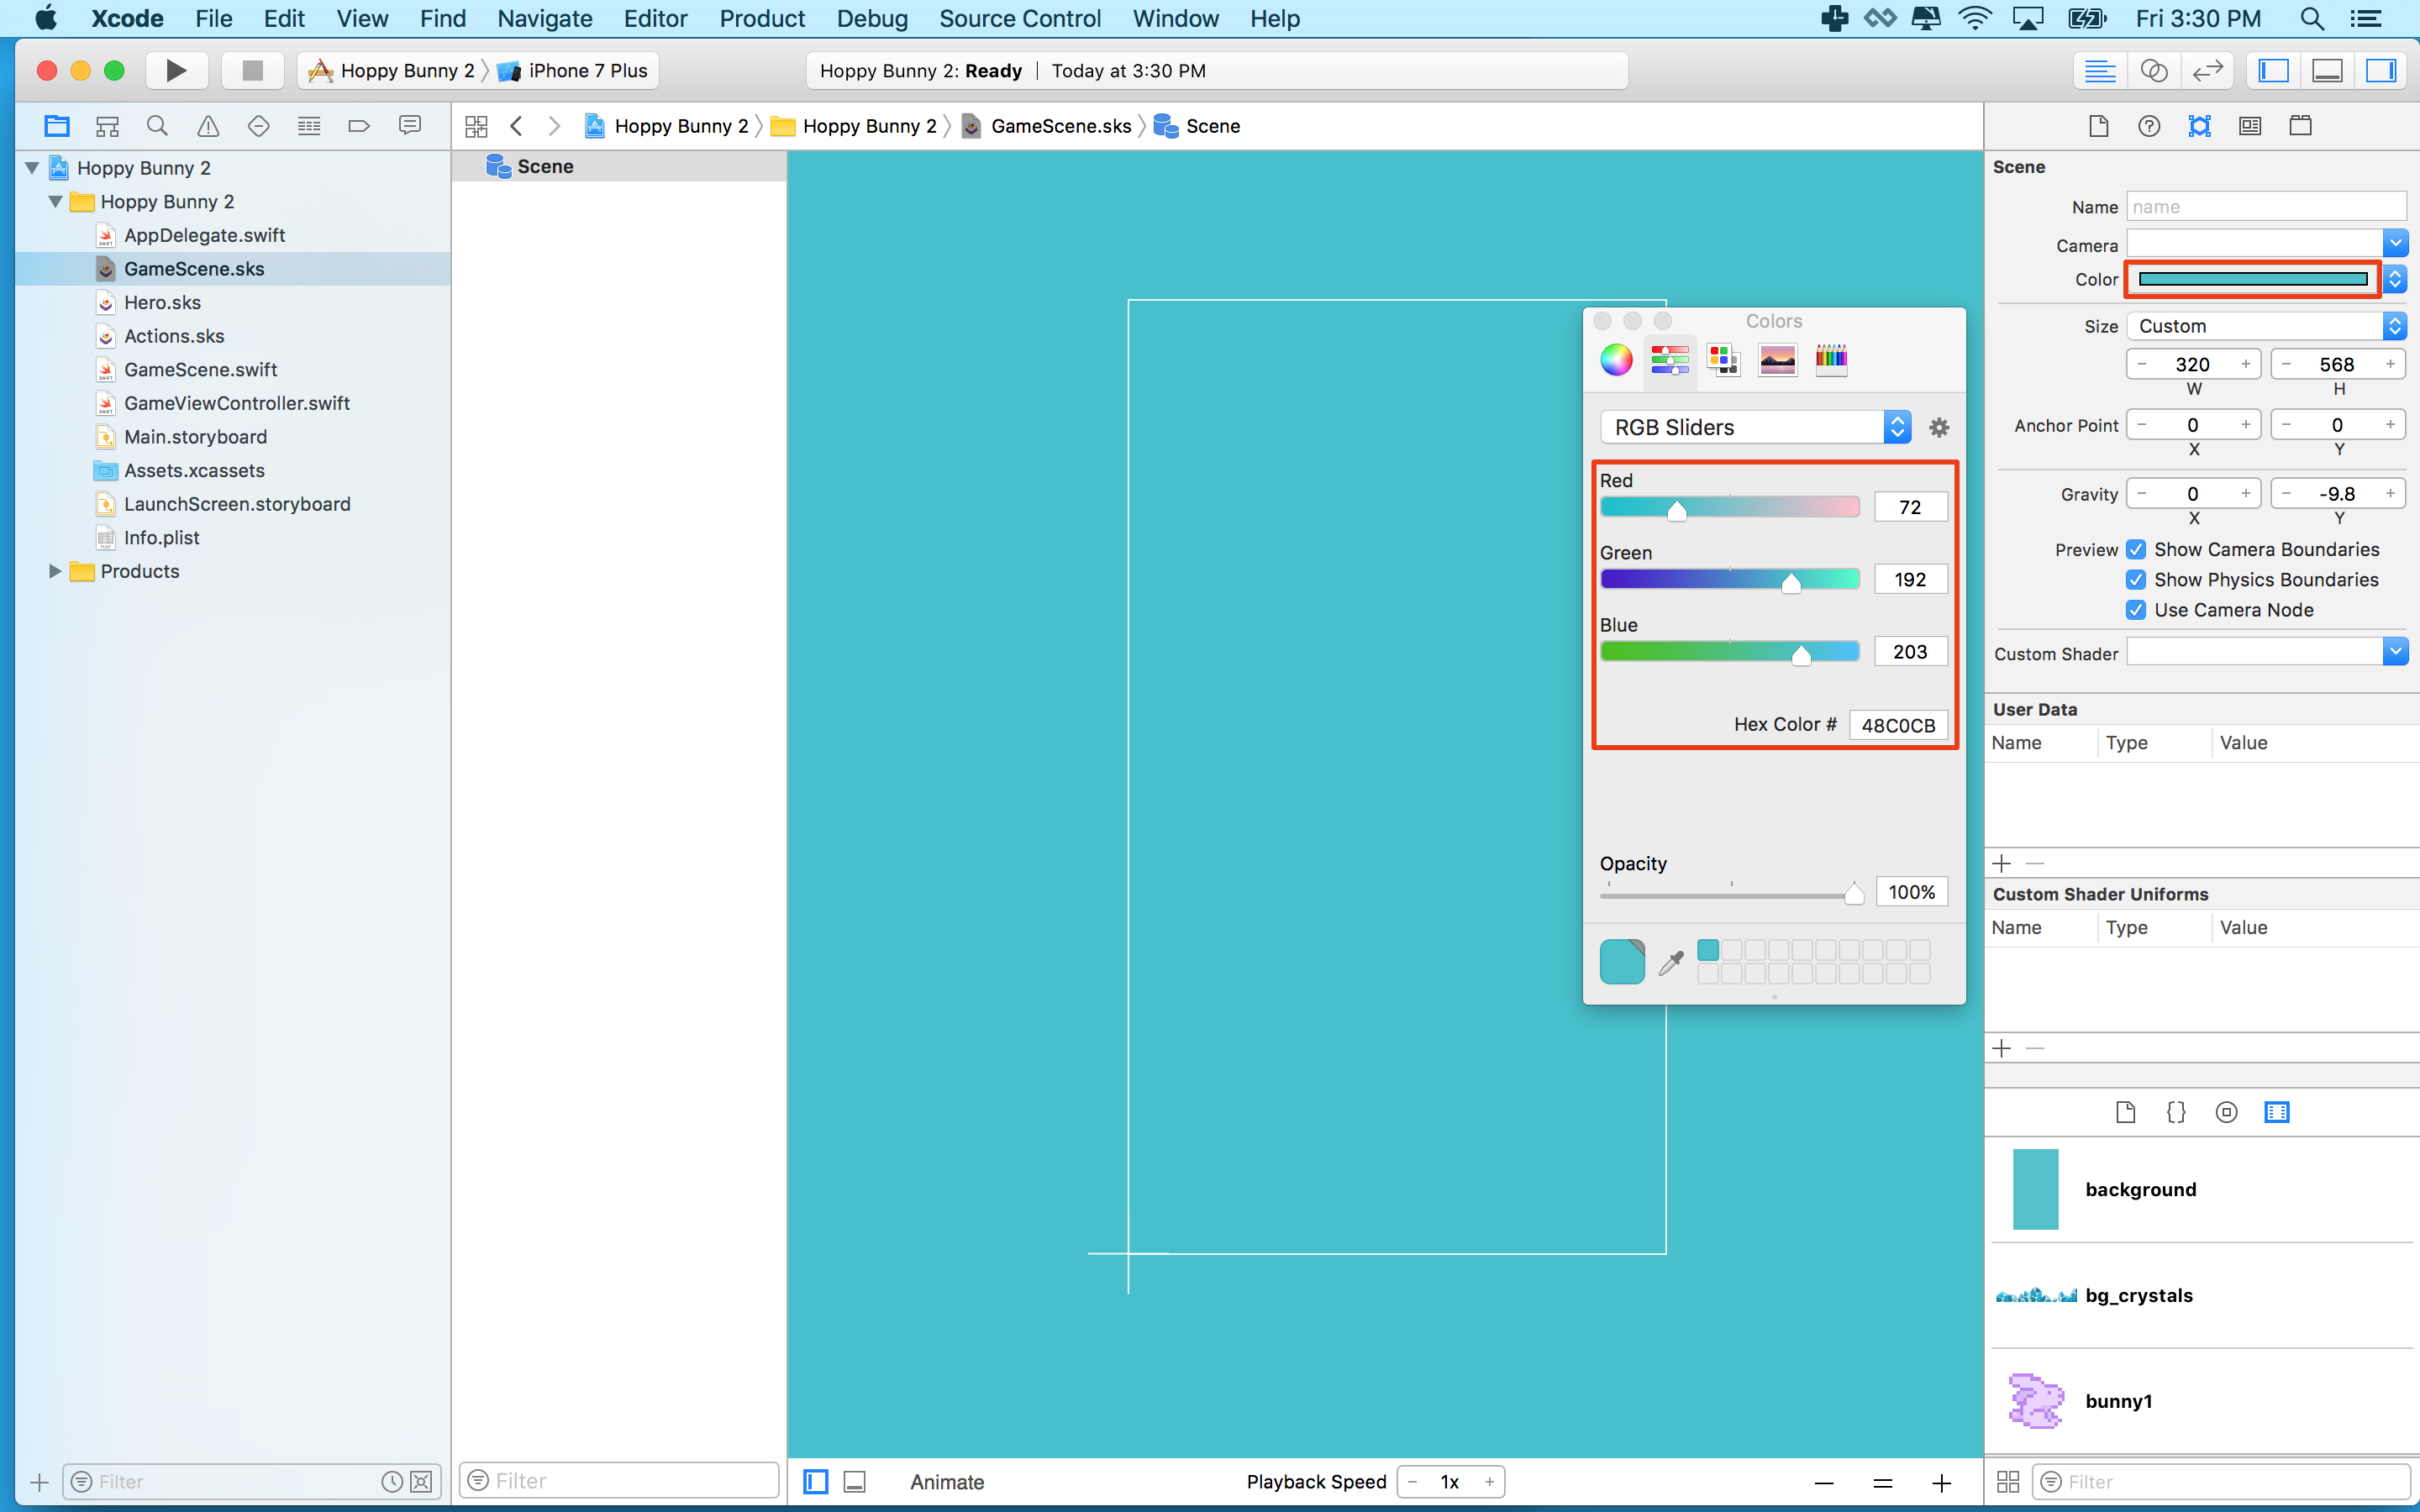 Xcode File Edit View Find Navigate Editor Product Debug Source Control Window Help Fri 3:30 PM
Hoppy Bunny 2 iPhone 7 Plus Hoppy Bunny 2: Ready | Today at 3:30 PM
Hoppy Bunny 2 Hoppy Bunny 2 GameScene.sks Scene
Hoppy Bunny 2
Hoppy Bunny 2
AppDelegate.swift
GameScene.sks
Hero.sks
Actions.sks
GameScene.swift
GameViewController.swift
Main.storyboard
Assets.xcassets
LaunchScreen.storyboard
Info.plist
Products
Filter
Scene
Filter
Animate
Playback Speed - 1x +
Colors
RGB Sliders
Red
72
Green
192
Blue
203
Hex Color # 48C0CB
Opacity
100%
Scene
Name name
Camera
Color
Size Custom
- 320 + - 568 +
W H
Anchor Point - 0 + - 0 +
X Y
Gravity - 0 + - -9.8 +
X Y
Preview Show Camera Boundaries
Show Physics Boundaries
Use Camera Node
Custom Shader
User Data
Name Type Value
Custom Shader Uniforms
Name Type Value
background
bg_crystals
bunny1
Filter